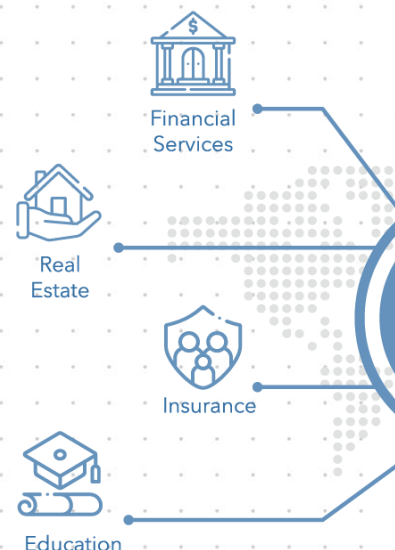 $
Financial
Services
Real
Estate
Insurance
Education